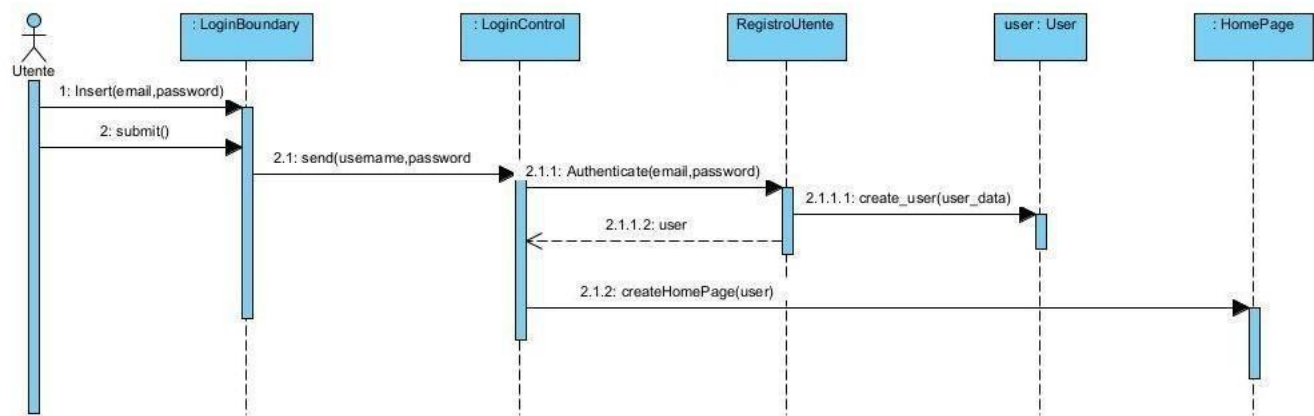 : LoginBoundary
: LoginControl
RegistroUtente
user : User
: HomePage
Utente
1: Insert(email,password)
2: submit()
2.1: send(username,password
2.1.1: Authenticate(email,password)
2.1.1.1: create_user(user_data)
2.1.1.2: user
2.1.2: createHomePage(user)